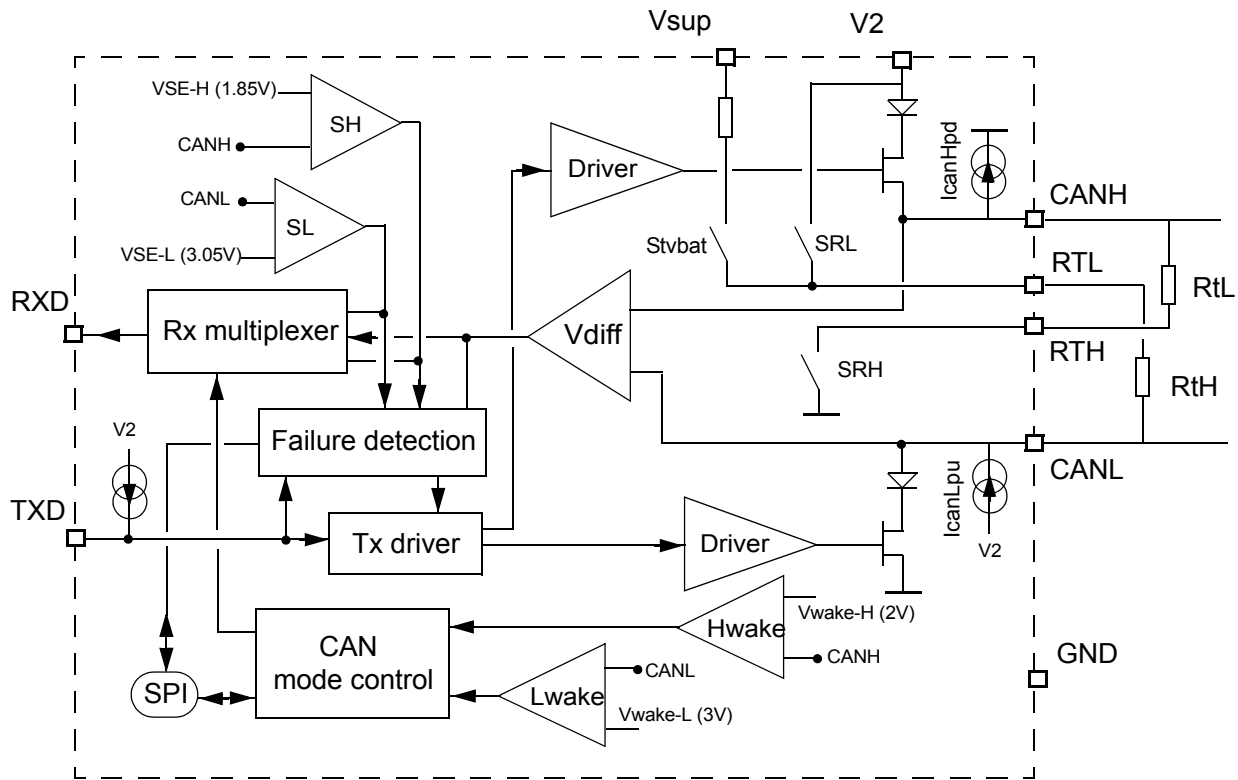 Vsup
V2
VSE-H (1.85V)
SH
CANH
CANL
SL
VSE-L (3.05V)
Driver
IcanHpd
CANH
Stvbat
SRL
RTL
RtL
RXD
Rx multiplexer
Vdiff
RTH
SRH
RtH
V2
Failure detection
CANL
TXD
Tx driver
Driver
IcanLpu
V2
CAN
mode control
Hwake
Vwake-H (2V)
CANH
GND
SPI
Lwake
CANL
Vwake-L (3V)